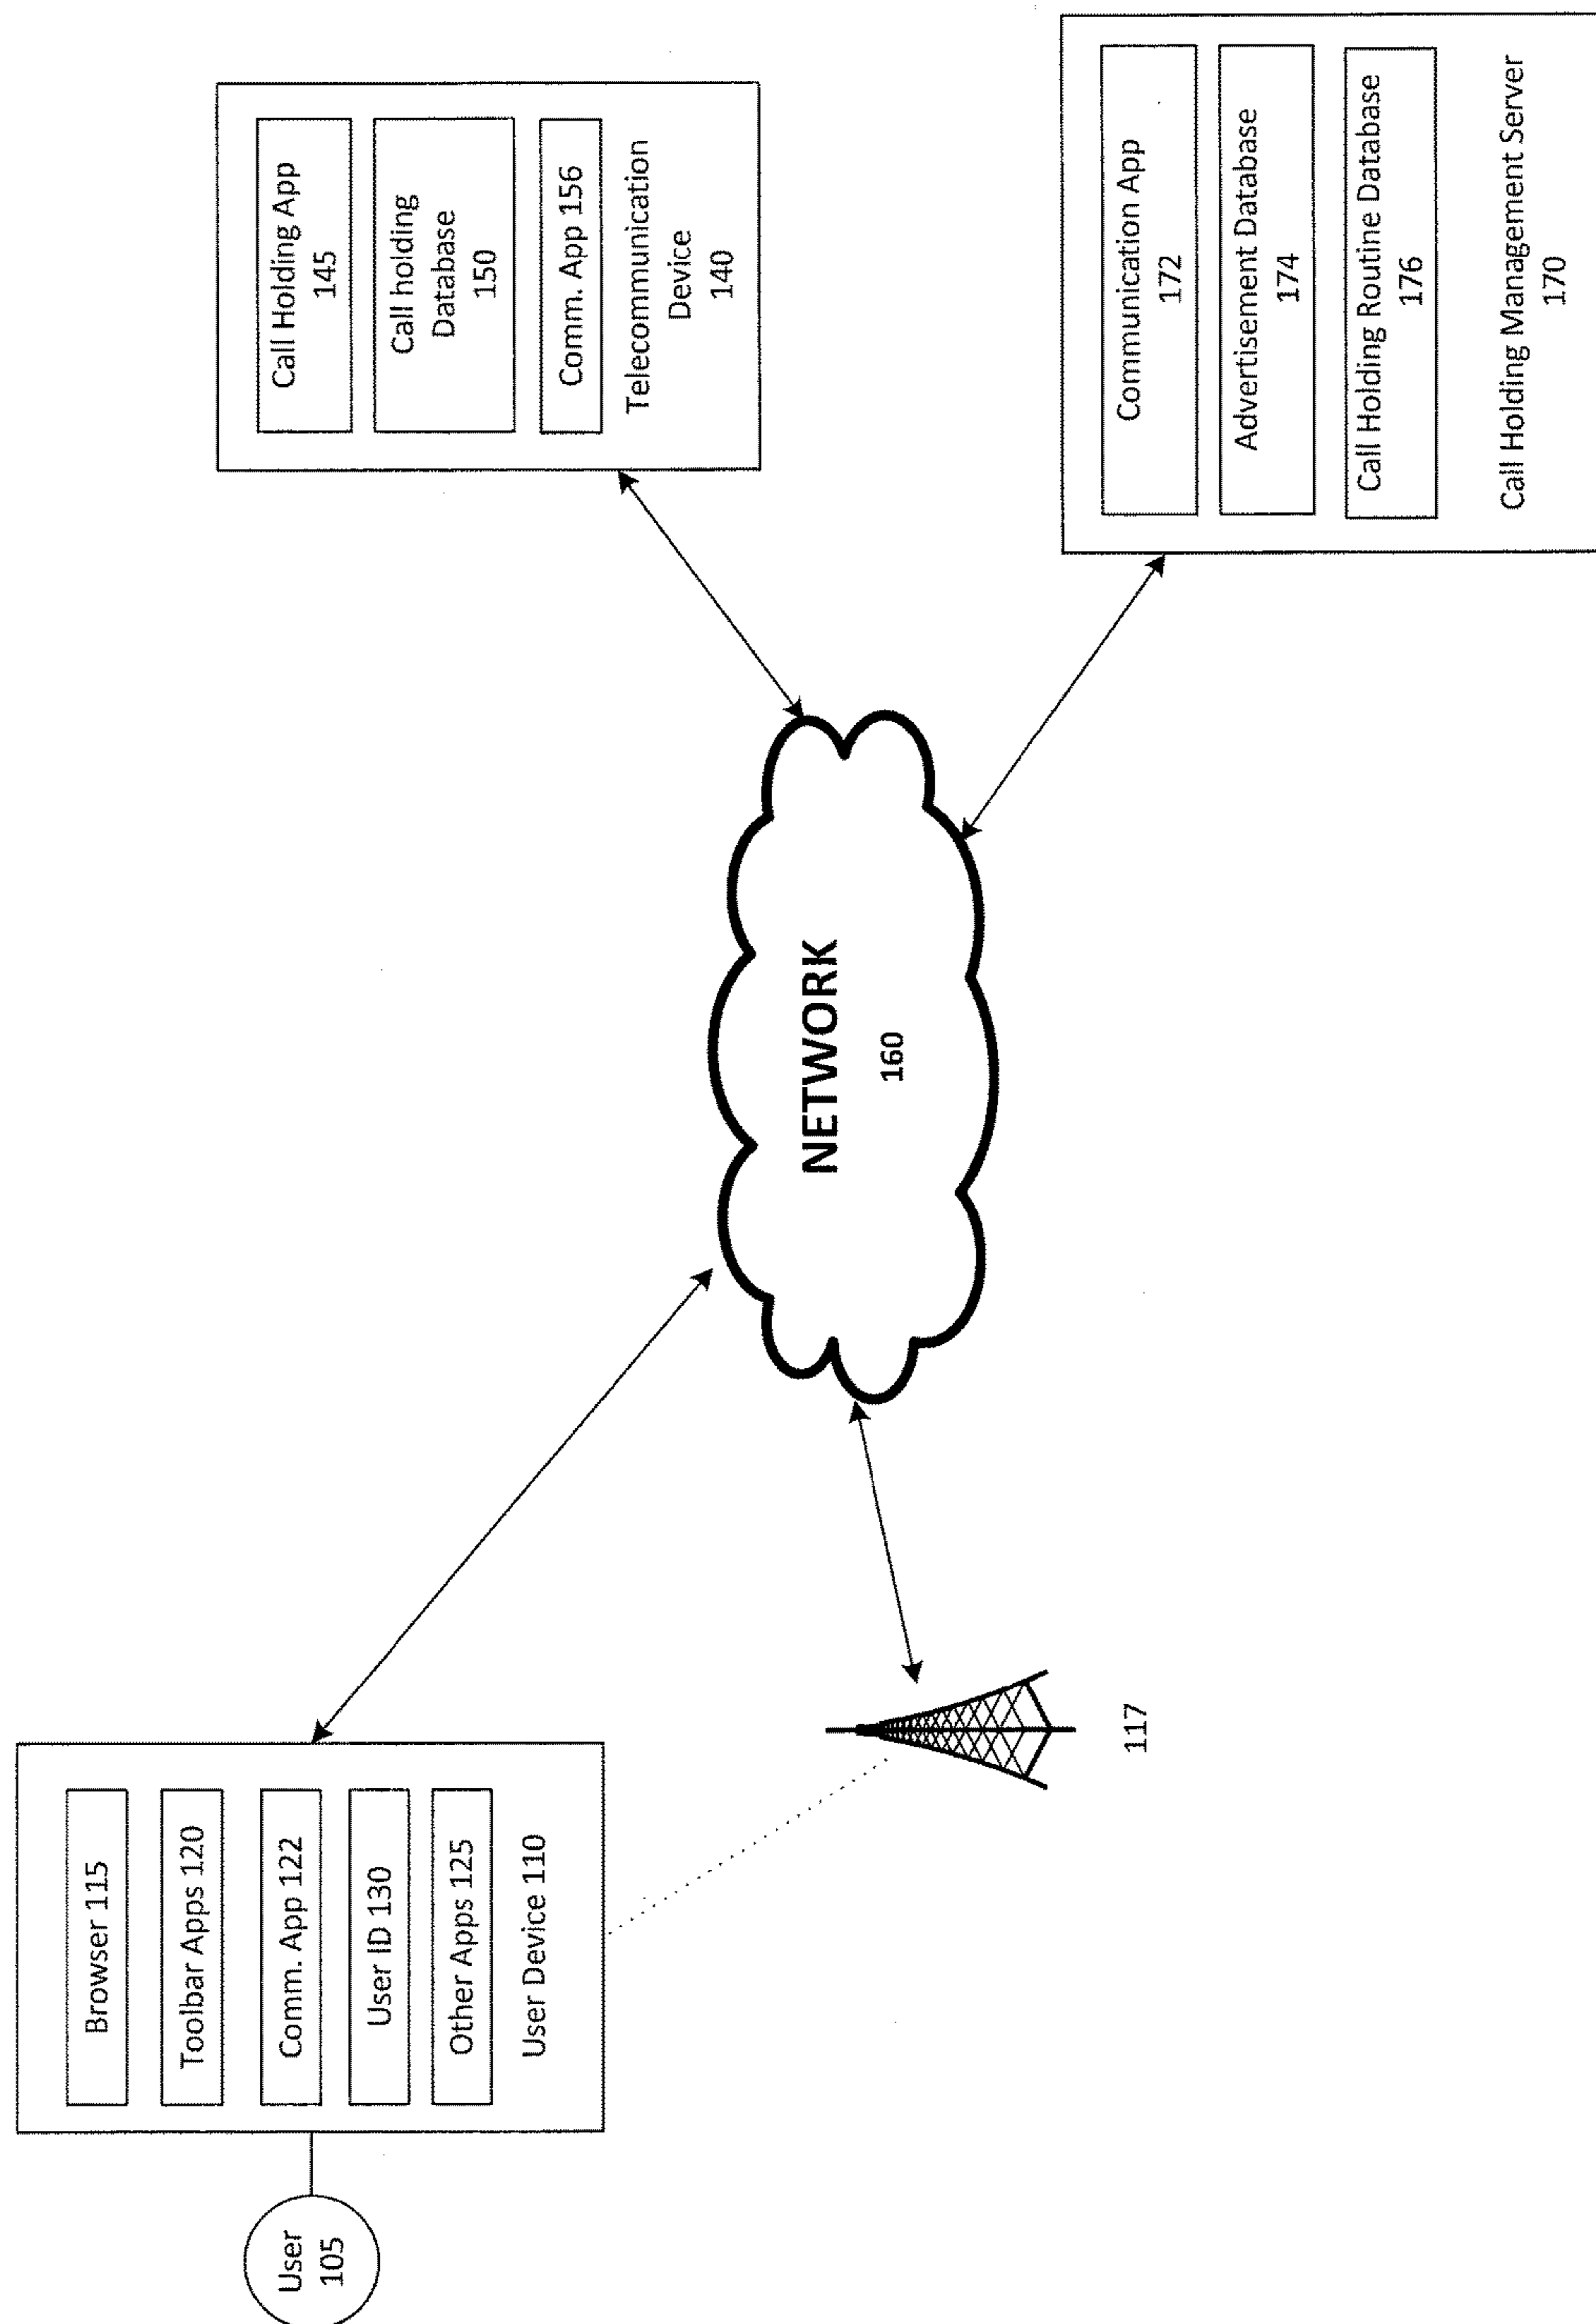 User
105
Browser 115
Toolbar Apps 120
Comm. App 122
User ID 130
Other Apps 125
User Device 110
117
NETWORK
160
Call Holding App
145
Call holding
Database
150
Comm. App 156
Telecommunication
Device
140
Communication App
172
Advertisement Database
174
Call Holding Routine Database
176
Call Holding Management Server
170